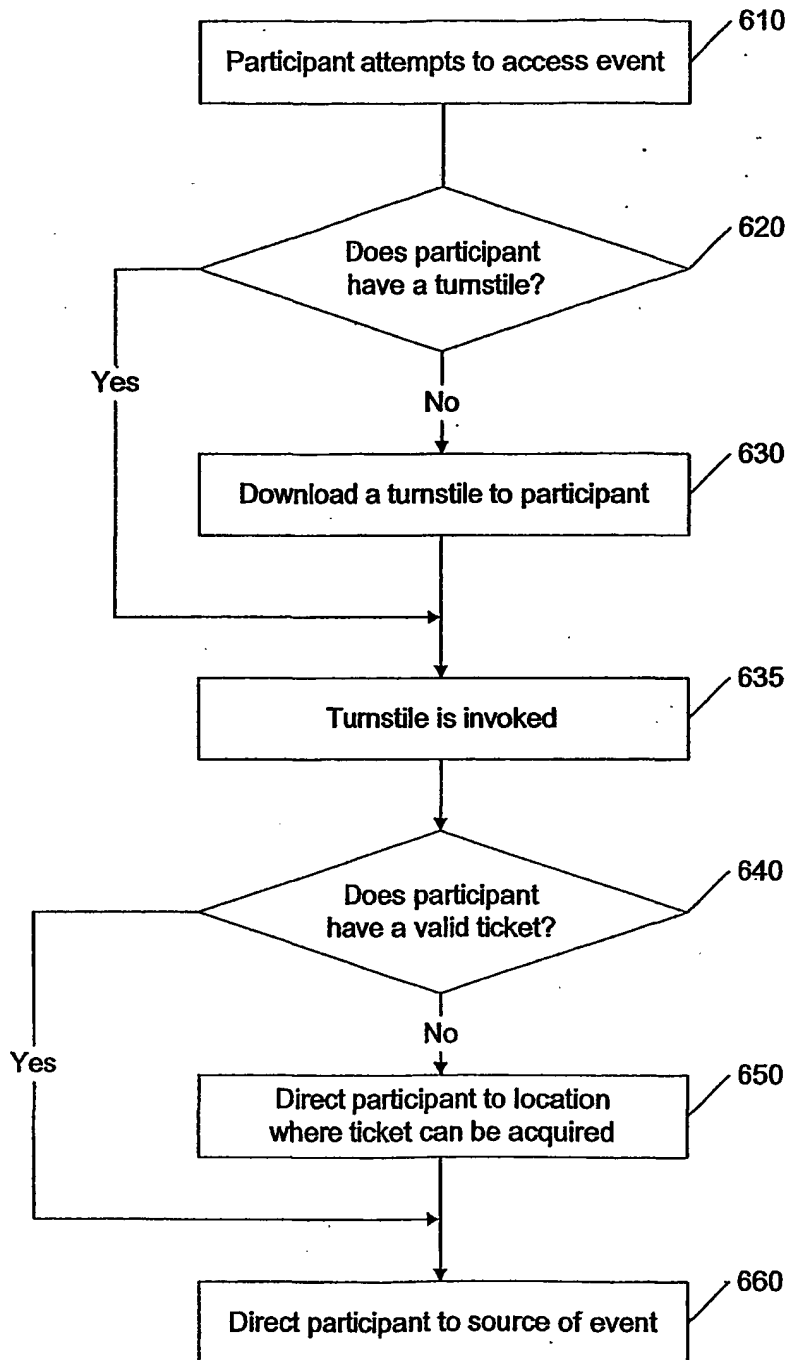 610
Participant attempts to access event
620
Does participant
have a turnstile?
Yes
No
630
Download a turnstile to participant
635
Turnstile is invoked
640
Does participant
have a valid ticket?
No
Yes
650
Direct participant to location
where ticket can be acquired
660
Direct participant to source of event